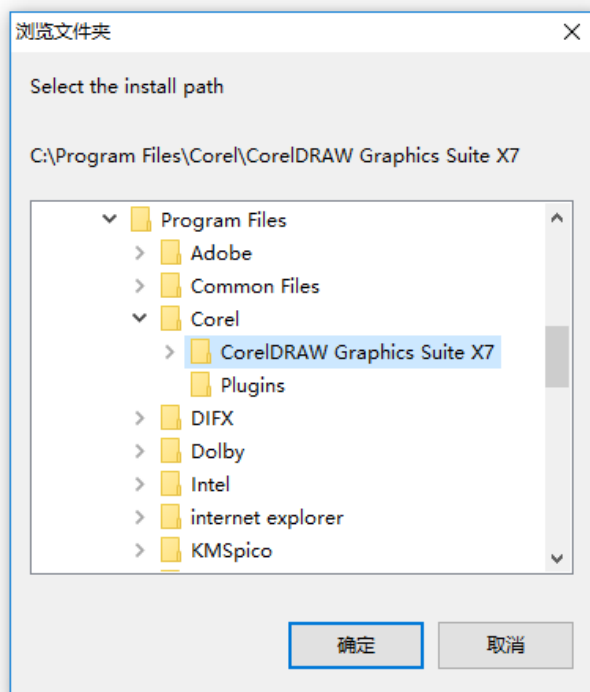 浏览文件夹
Select the install path
C:\Program Files\Corel\CorelDRAW Graphics Suite X7
Program Files
Adobe
Common Files
Corel
CorelDRAW Graphics Suite X7
Plugins
DIFX
Dolby
Intel
internet explorer
KMSpico
确定 取消